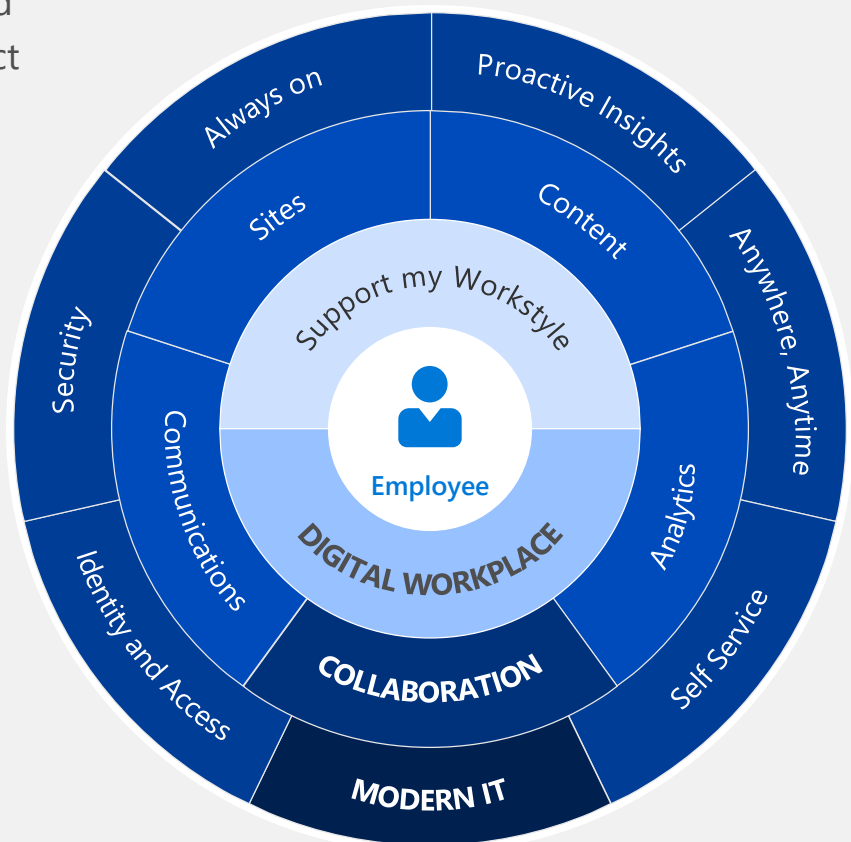 ct
Always on
Proactive Insights
Sites
Content
Anywhere, Anytime
Support my Workstyle
Security
Communications
Employee
Analytics
DIGITAL WORKPLACE
Identity and Access
Self Service
COLLABORATION
MODERN IT